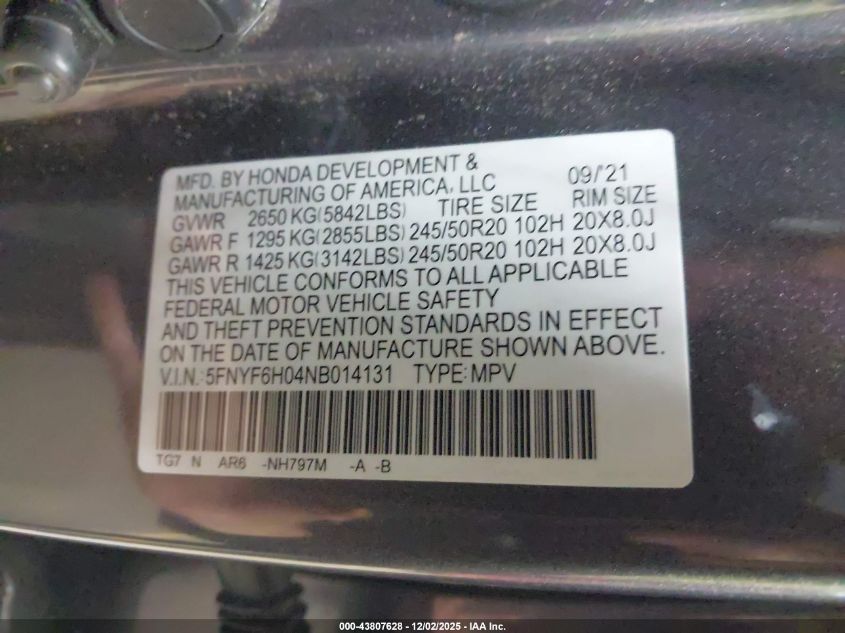 MFD. BY HONDA DEVELOPMENT &
MANUFACTURING OF AMERICA, LLC 09/'21
GVWR 2650 KG(5842LBS) TIRE SIZE RIM SIZE
GAWR F 1295 KG(2855LBS) 245/50R20 102H 20X8.0J
GAWR R 1425 KG(3142LBS) 245/50R20 102H 20X8.0J
THIS VEHICLE CONFORMS TO ALL APPLICABLE
FEDERAL MOTOR VEHICLE SAFETY
AND THEFT PREVENTION STANDARDS IN EFFECT
ON THE DATE OF MANUFACTURE SHOWN ABOVE.
V.I.N.: 5FNYF6H04NB014131 TYPE: MPV
TG7 N AR6 -NH797M -A -B
000-43807628 - 12/02/2025 - IAA Inc.